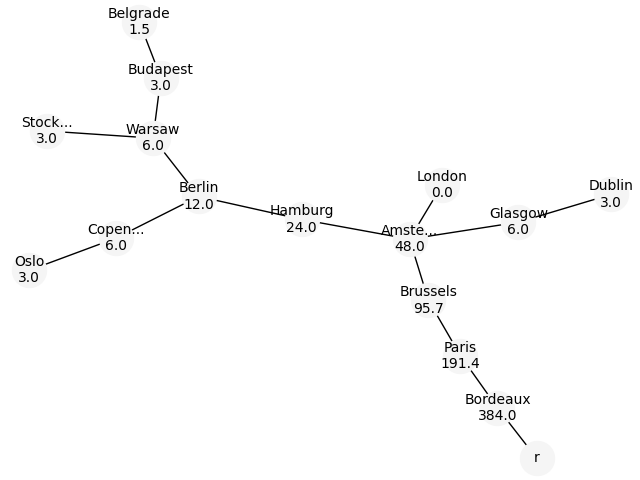 Belgrade
1.5
Budapest
3.0
Stock...
3.0
Warsaw
6.0
London
0.0
Berlin
12.0
Dublin
3.0
Hamburg
24.0
Glasgow
6.0
Copen...
6.0
Amste...
48.0
Oslo
3.0
Brussels
95.7
Paris
191.4
Bordeaux
384.0
r